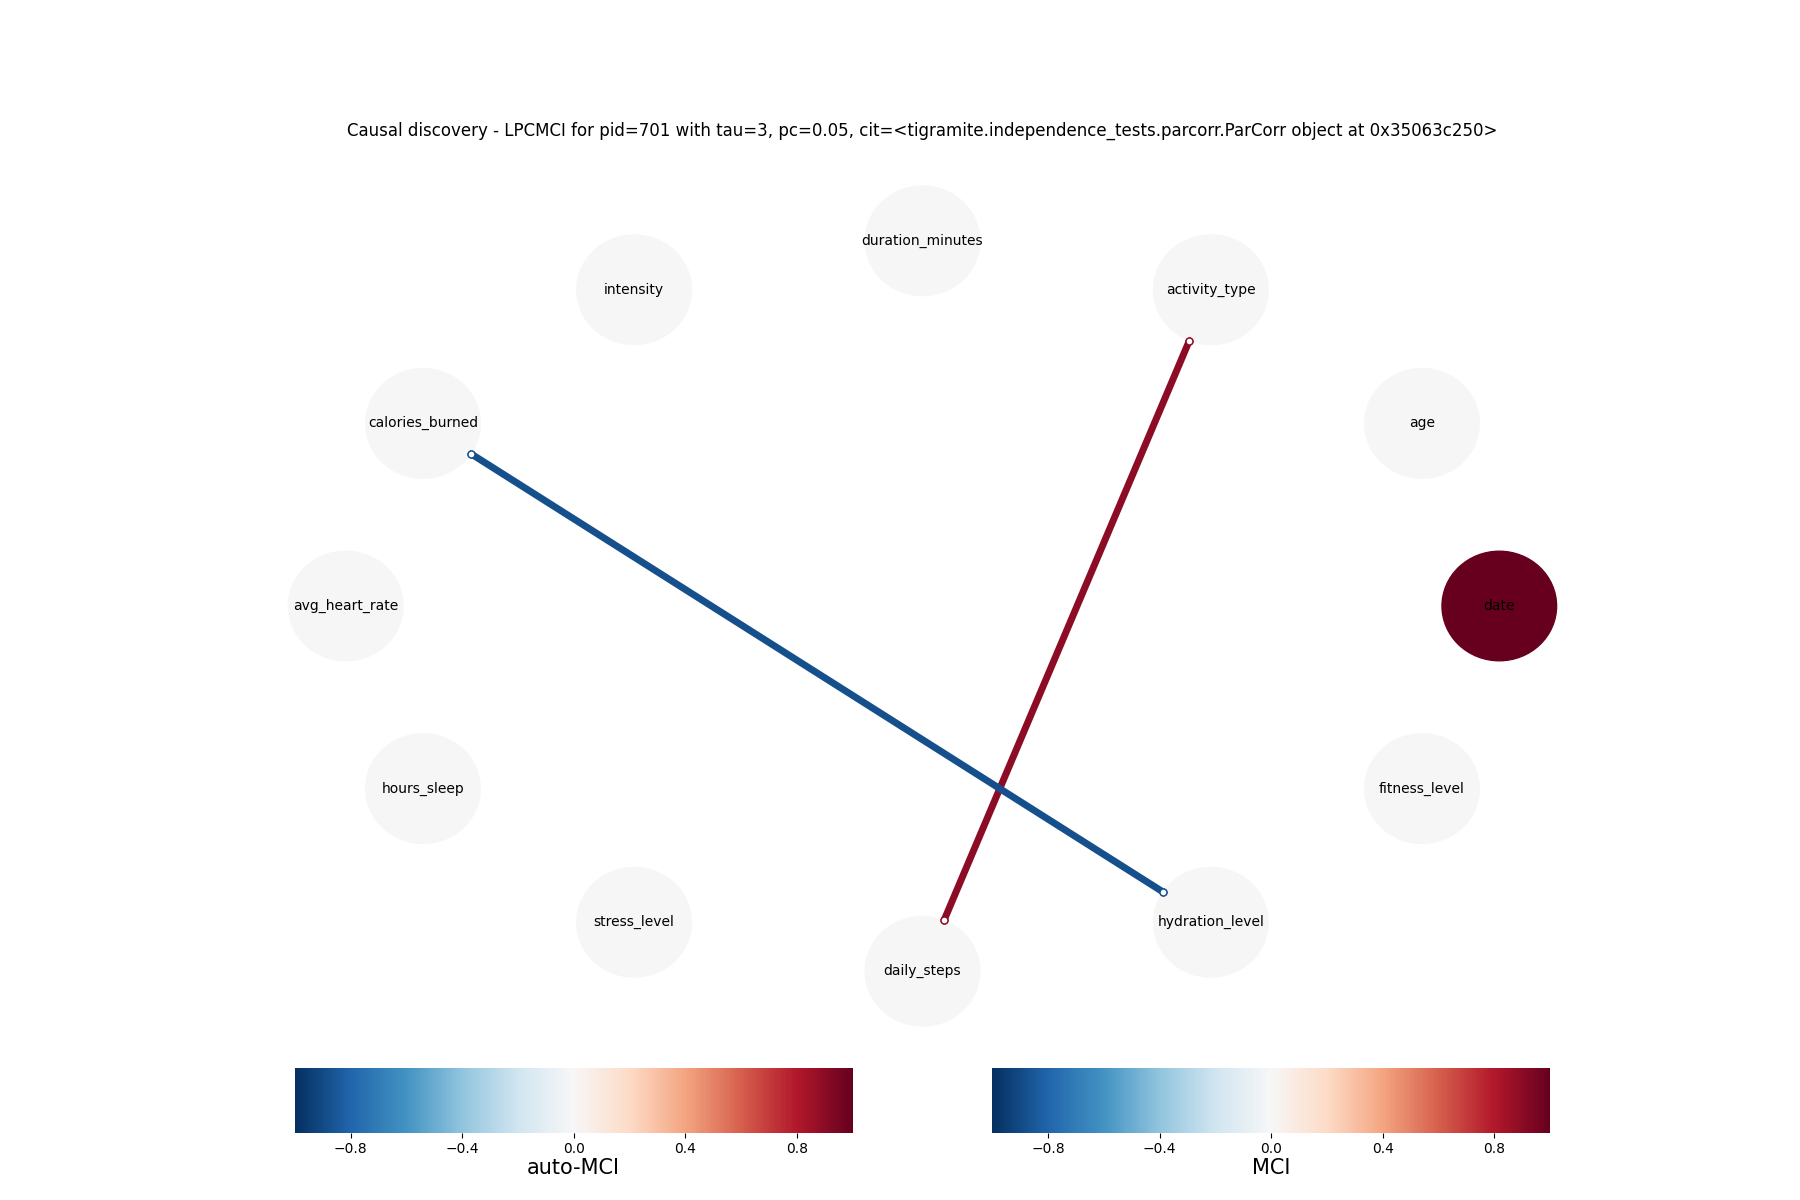 Causal discovery - LPCMCI for pid=701 with tau=3, pc=0.05, cit=<tigramite.independence_tests.parcorr.ParCorr object at 0x35063c250>
duration_minutes
intensity
activity_type
calories_burned
age
avg_heart_rate
date
hours_sleep
fitness_level
stress_level
hydration_level
daily_steps
−0.8 −0.4 0.0 0.4 0.8
auto-MCI
−0.8 −0.4 0.0 0.4 0.8
MCI